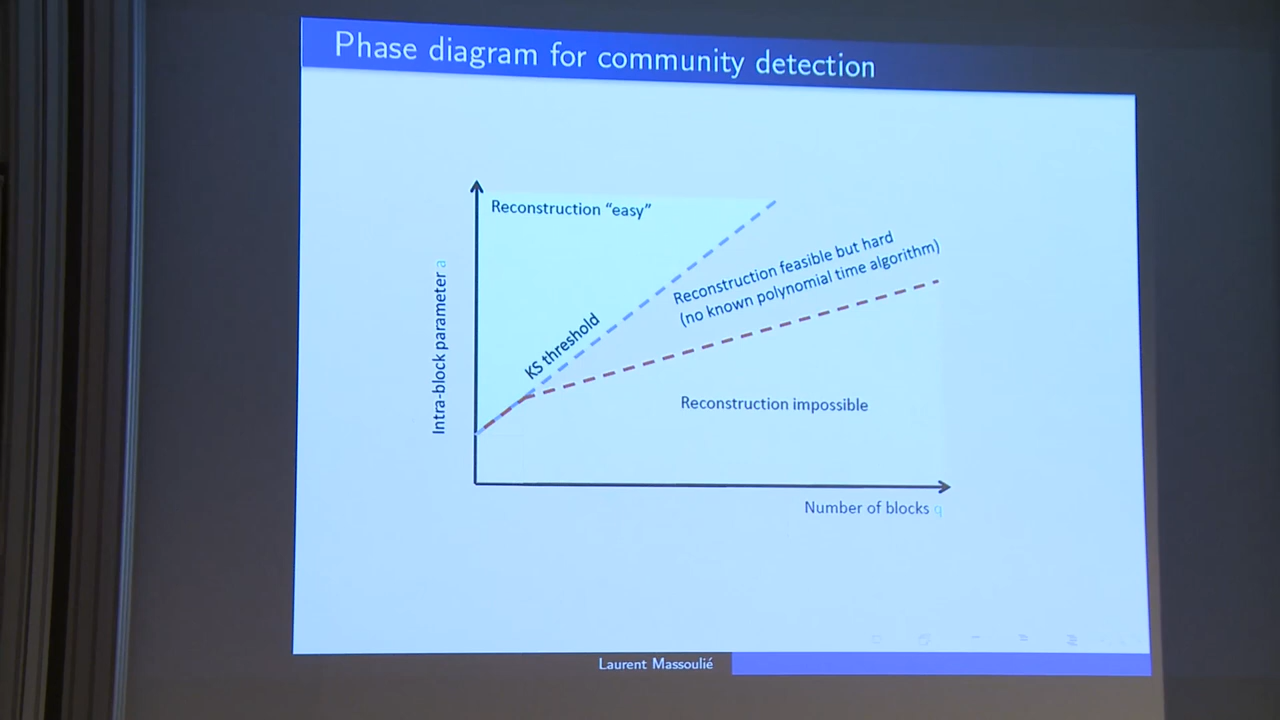 Phase diagram for community detection
Reconstruction “easy”
Reconstruction feasible but hard
(no known polynomial time algorithm)
KS threshold
Intra-block parameter a
Reconstruction impossible
Number of blocks q
Laurent Massoulié